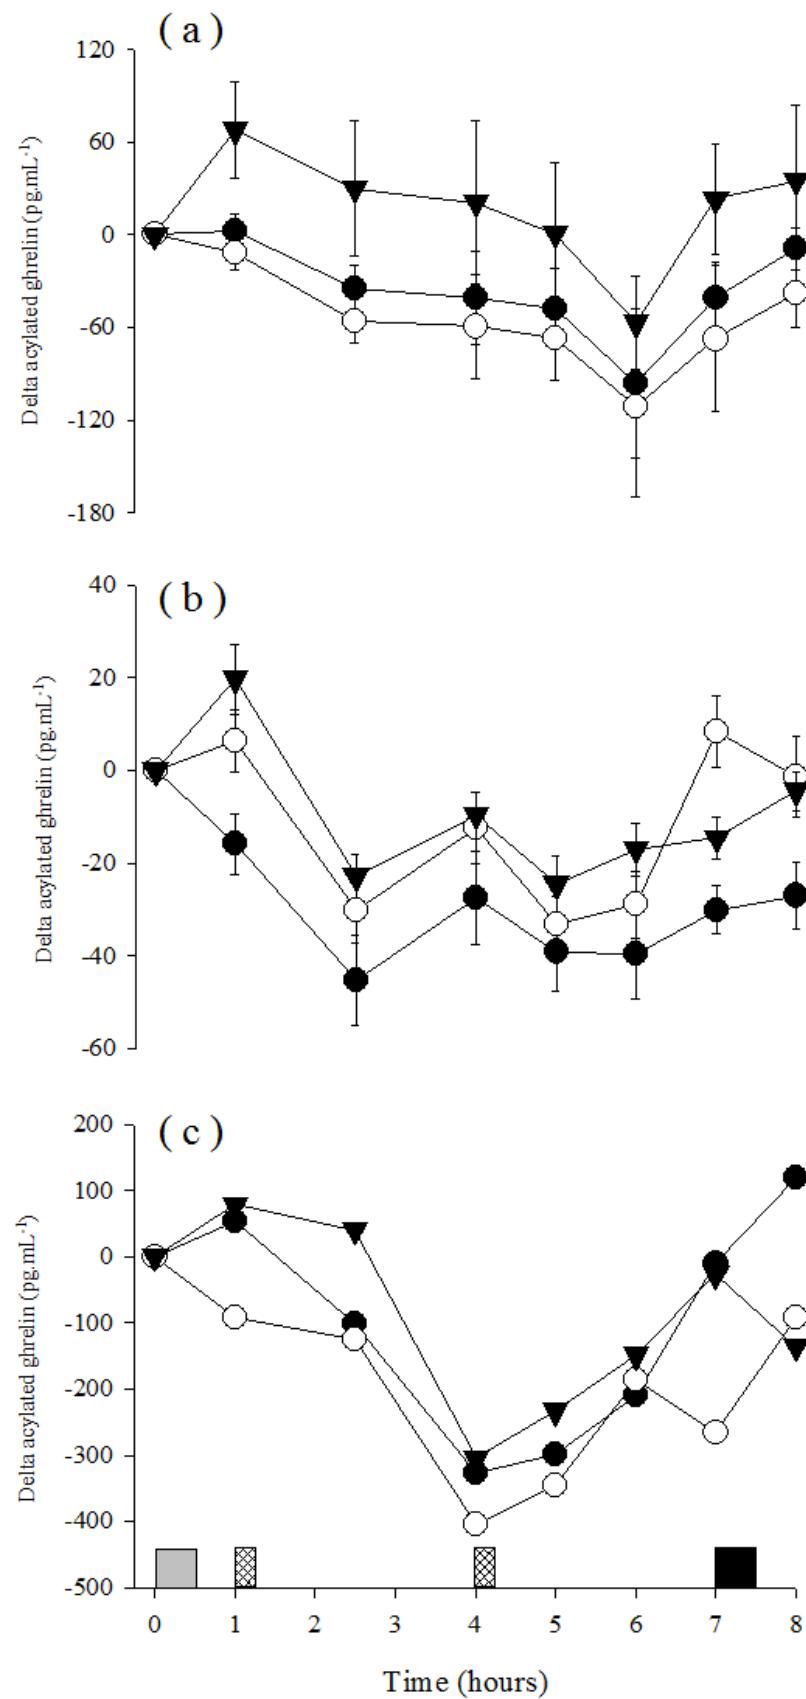 ( a )
120
60
0
-60
-120
-180
Delta acylated ghrelin (pg.mL-1)
( b )
40
20
0
-20
-40
-60
Delta acylated ghrelin (pg.mL-1)
( c )
200
100
0
-100
-200
-300
-400
-500
Delta acylated ghrelin (pg.mL-1)
0 1 2 3 4 5 6 7 8
Time (hours)